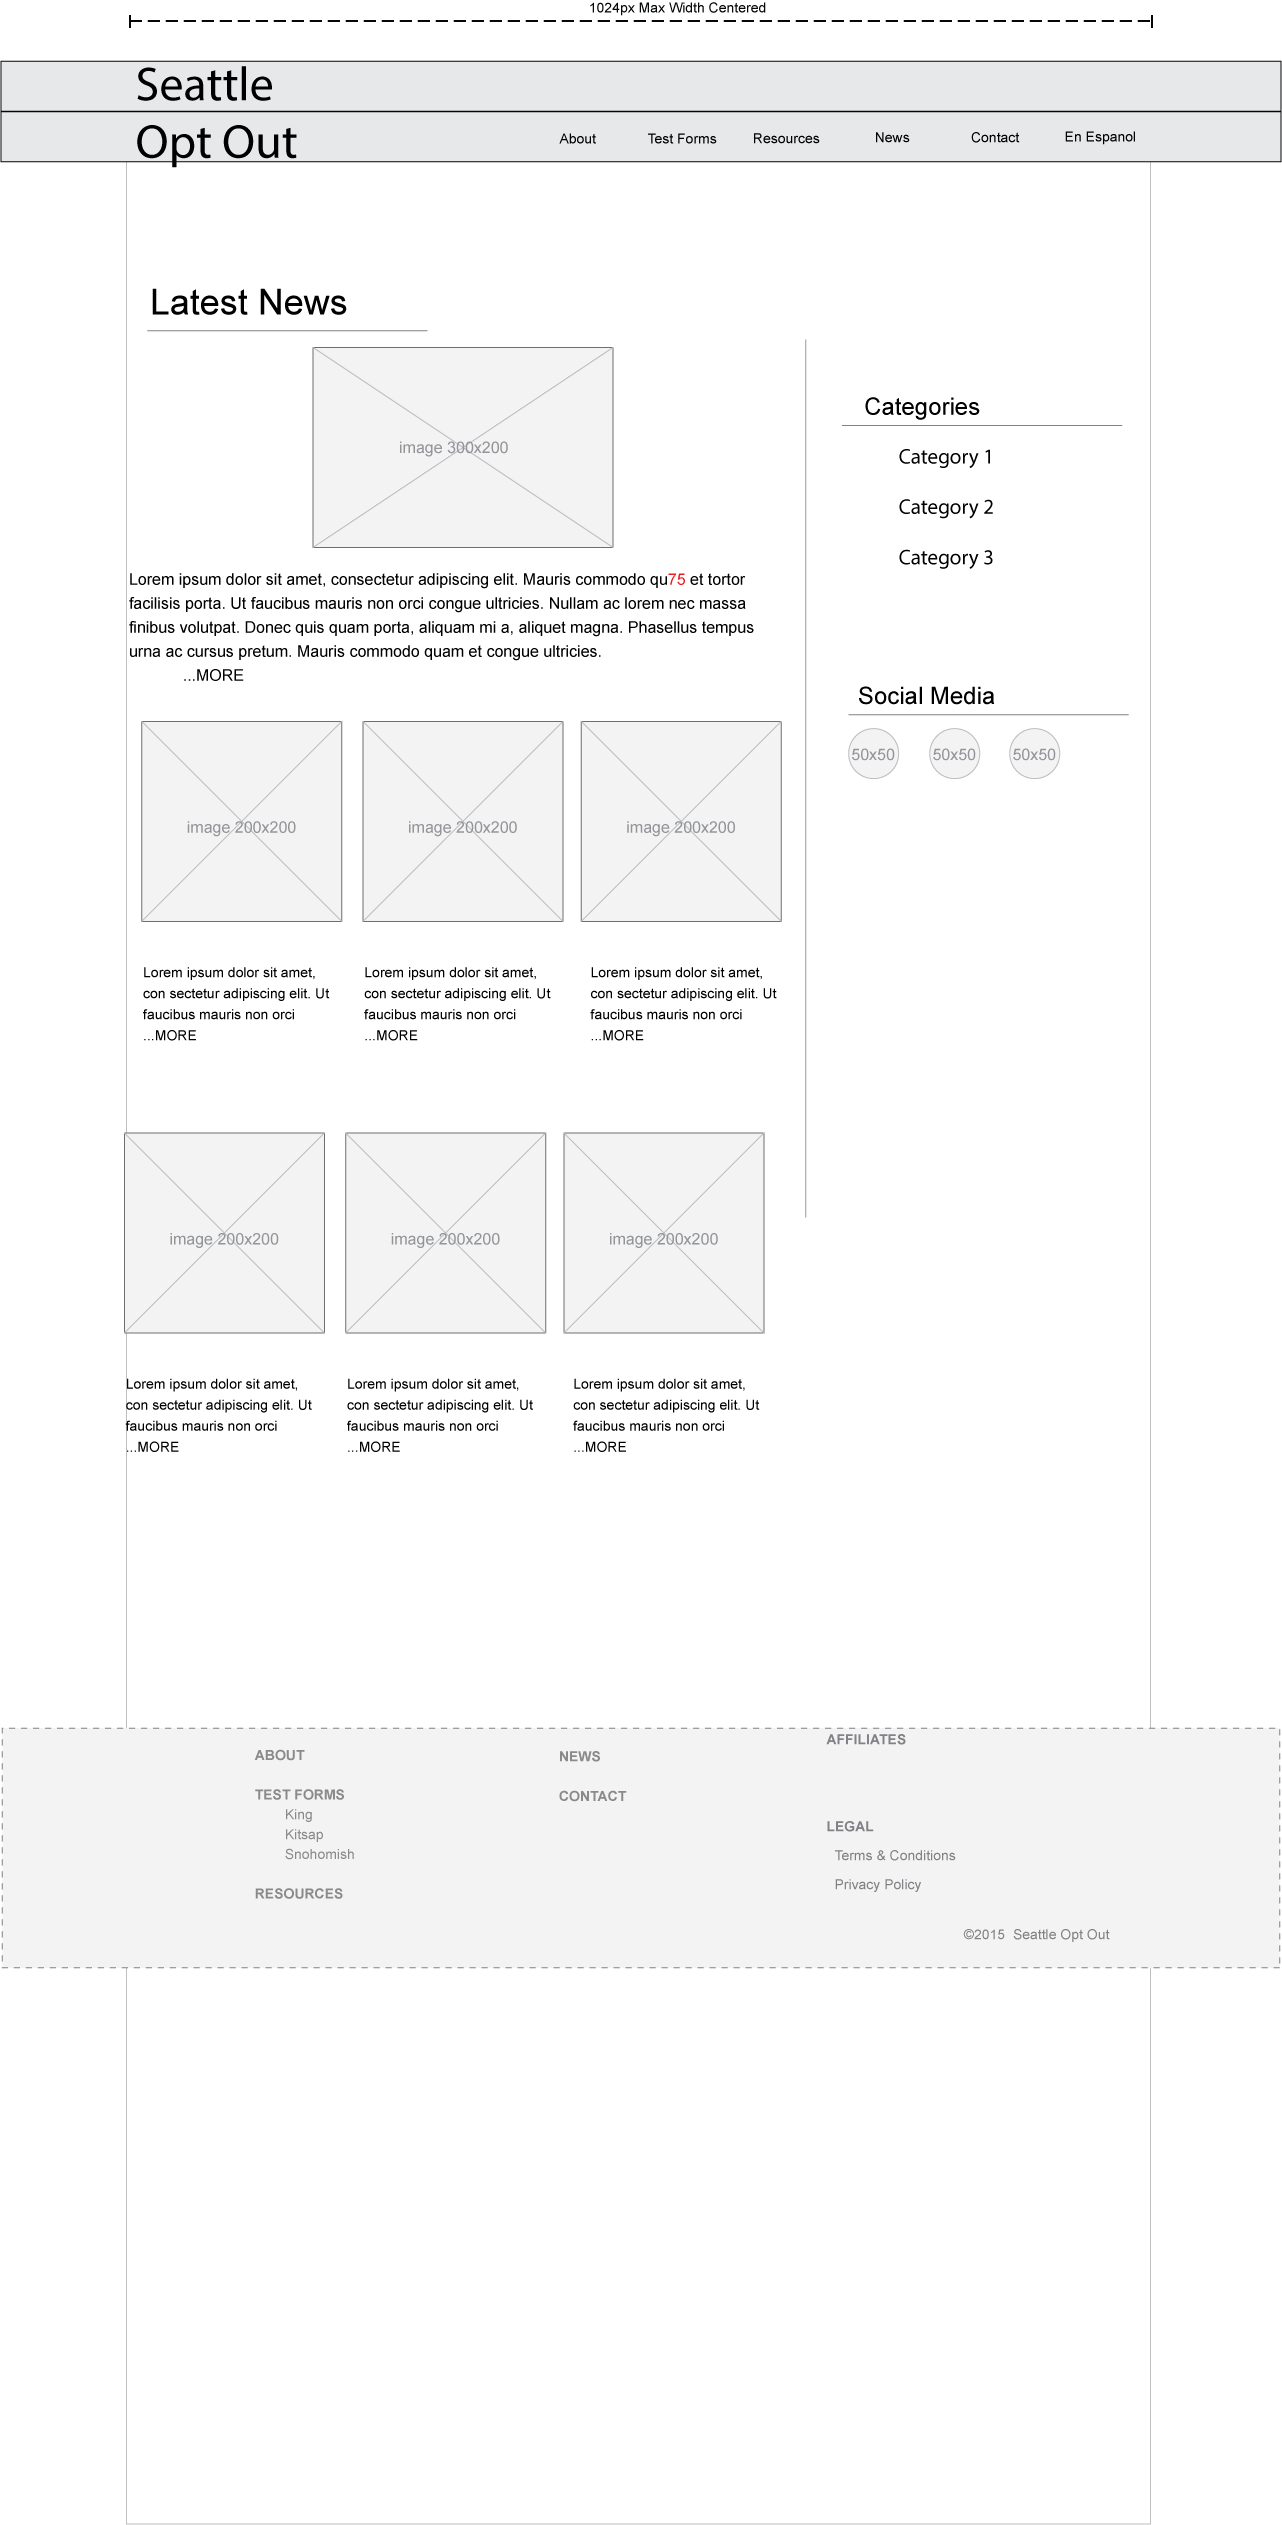 1024px Max Width Centered
Seattle
Opt Out
About Test Forms Resources News Contact En Espanol
Latest News
image 300x200
Lorem ipsum dolor sit amet, consectetur adipiscing elit. Mauris commodo qu75 et tortor
facilisis porta. Ut faucibus mauris non orci congue ultricies. Nullam ac lorem nec massa
finibus volutpat. Donec quis quam porta, aliquam mi a, aliquet magna. Phasellus tempus
urna ac cursus pretum. Mauris commodo quam et congue ultricies.
...MORE
Categories
Category 1
Category 2
Category 3
Social Media
50x50 50x50 50x50
image 200x200 image 200x200 image 200x200
Lorem ipsum dolor sit amet,
con sectetur adipiscing elit. Ut
faucibus mauris non orci
...MORE
Lorem ipsum dolor sit amet,
con sectetur adipiscing elit. Ut
faucibus mauris non orci
...MORE
Lorem ipsum dolor sit amet,
con sectetur adipiscing elit. Ut
faucibus mauris non orci
...MORE
image 200x200 image 200x200 image 200x200
Lorem ipsum dolor sit amet,
con sectetur adipiscing elit. Ut
faucibus mauris non orci
...MORE
Lorem ipsum dolor sit amet,
con sectetur adipiscing elit. Ut
faucibus mauris non orci
...MORE
Lorem ipsum dolor sit amet,
con sectetur adipiscing elit. Ut
faucibus mauris non orci
...MORE
ABOUT
TEST FORMS
King
Kitsap
Snohomish
RESOURCES
NEWS
CONTACT
AFFILIATES
LEGAL
Terms & Conditions
Privacy Policy
©2015 Seattle Opt Out